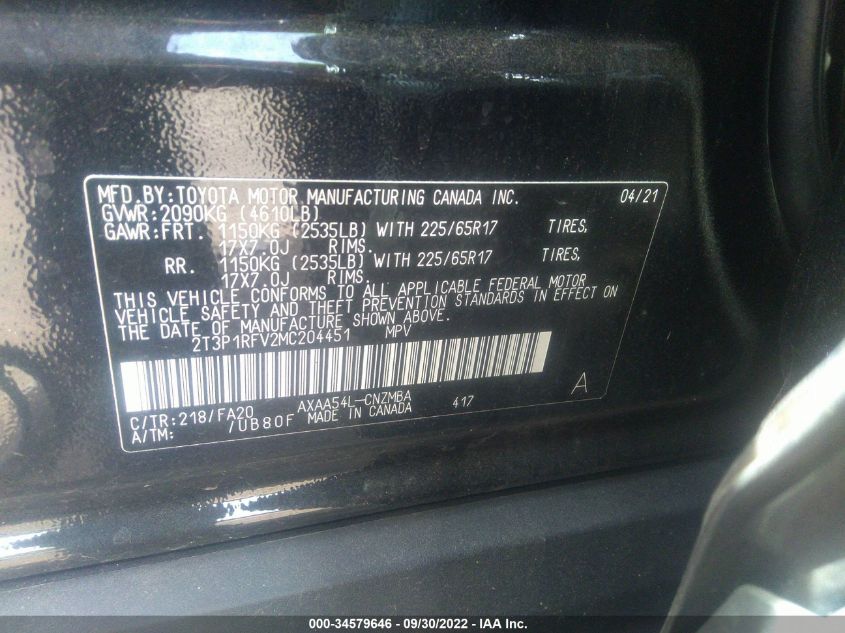 MFD. BY: TOYOTA MOTOR MANUFACTURING CANADA INC. 04/21
GVWR: 2090KG (4610LB)
GAWR: FRT. 1150KG (2535LB) WITH 225/65R17 TIRES,
17X7.0J RIMS.
RR. 1150KG (2535LB) WITH 225/65R17 TIRES,
17X7.0J RIMS.
THIS VEHICLE CONFORMS TO ALL APPLICABLE FEDERAL MOTOR
VEHICLE SAFETY AND THEFT PREVENTION STANDARDS IN EFFECT ON
THE DATE OF MANUFACTURE SHOWN ABOVE.
2T3P1RFV2MC204451 MPV
A
C/TR: 218/FA20 AXAA54L-CNZMBA 417
A/TM: /UB80F MADE IN CANADA
000-34579646 - 09/30/2022 - IAA Inc.